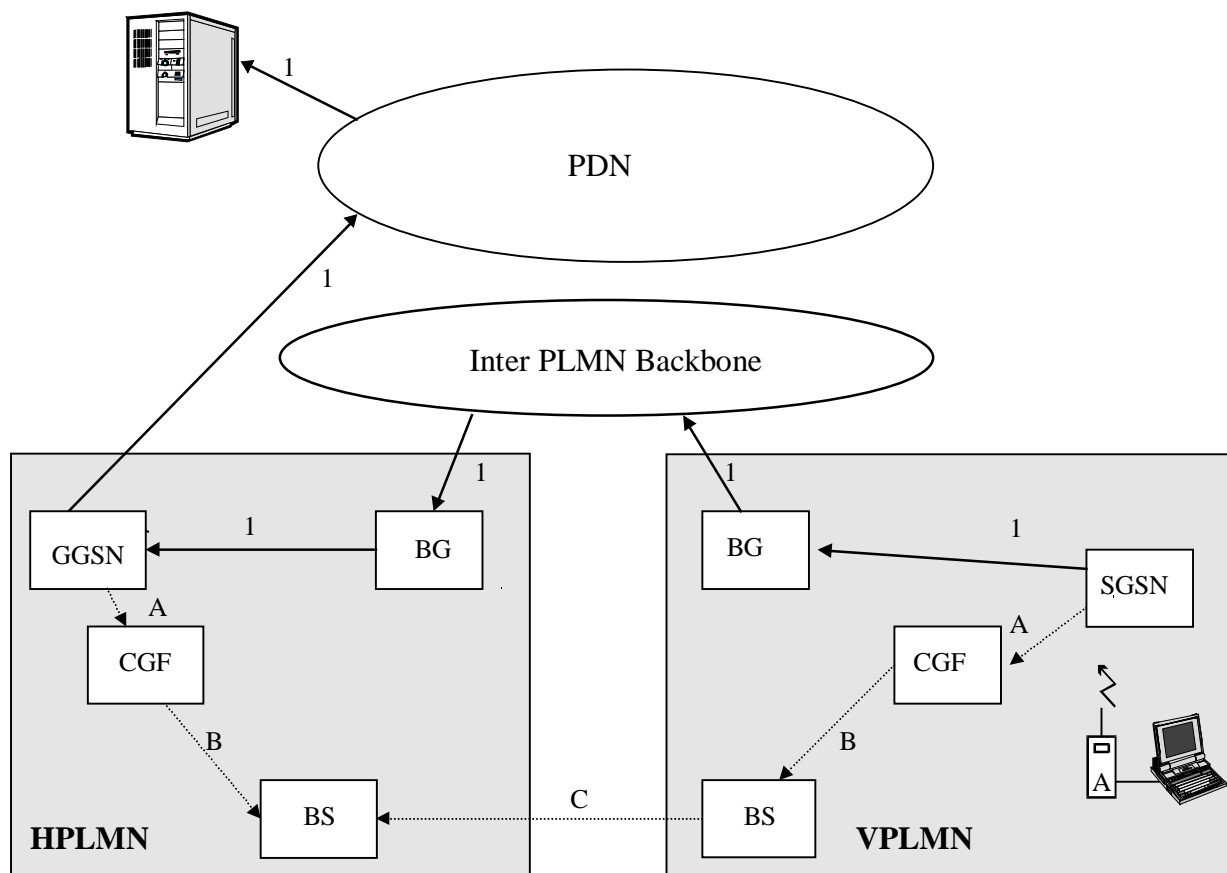 1
PDN
1
Inter PLMN Backbone
1
1
GGSN
1
BG
BG
1
SGSN
A
CGF
A
CGF
B
B
A
BS
C
BS
HPLMN
VPLMN